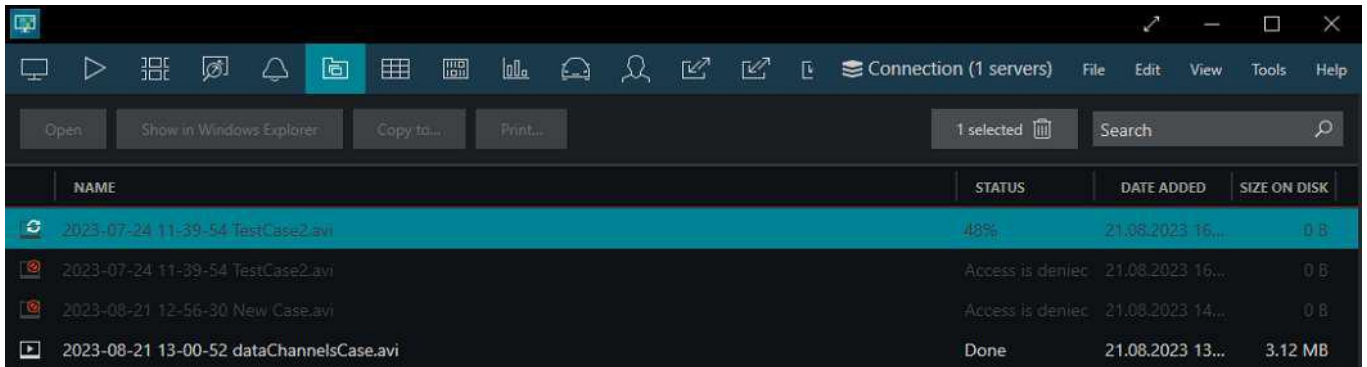 Connection (1 servers) File Edit View Tools Help
Open Show in Windows Explorer Copy to... Print... 1 selected Search
NAME STATUS DATE ADDED SIZE ON DISK
2023-07-24 11-39-54 TestCase2.avi 48% 21.08.2023 16... 0 B
2023-07-24 11-39-54 TestCase2.avi Access is denied 21.08.2023 16... 0 B
2023-08-21 12-56-30 New Case.avi Access is denied 21.08.2023 14... 0 B
2023-08-21 13-00-52 dataChannelsCase.avi Done 21.08.2023 13... 3.12 MB